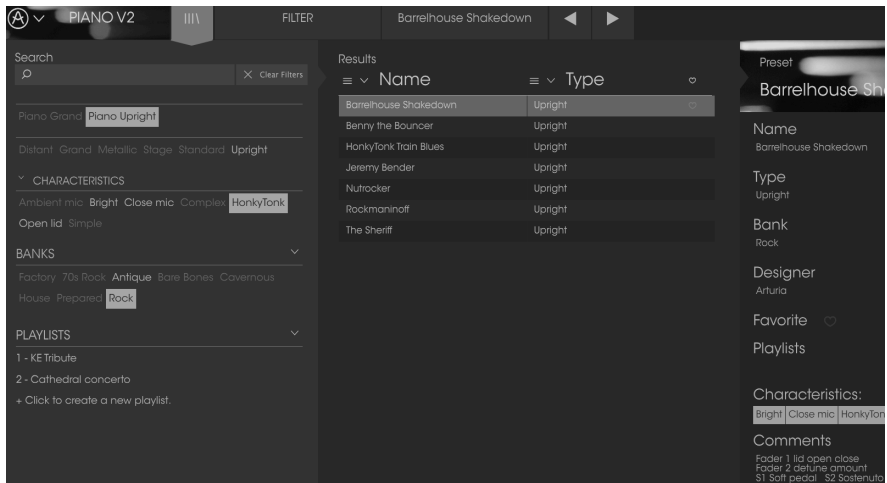 PIANO V2
FILTER
Barrelhouse Shakedown
Search
Clear Filters
Piano Grand Piano Upright
Distant Grand Metallic Stage Standard Upright
CHARACTERISTICS
Ambient mic Bright Close mic Complex HonkyTonk
Open lid Simple
BANKS
Factory 70s Rock Antique Bare Bones Cavernous
House Prepared Rock
PLAYLISTS
1 - KE Tribute
2 - Cathedral concerto
+ Click to create a new playlist.
Results
Name Type
Barrelhouse Shakedown Upright
Benny the Bouncer Upright
HonkyTonk Train Blues Upright
Jeremy Bender Upright
Nutrocker Upright
Rockmaninoff Upright
The Sheriff Upright
Preset
Barrelhouse Sh
Name
Barrelhouse Shakedown
Type
Upright
Bank
Rock
Designer
Arturia
Favorite
Playlists
Characteristics:
Bright Close mic HonkyTon
Comments
Fader 1 lid open close
Fader 2 detune amount
S1 Soft pedal S2 Sostenuto